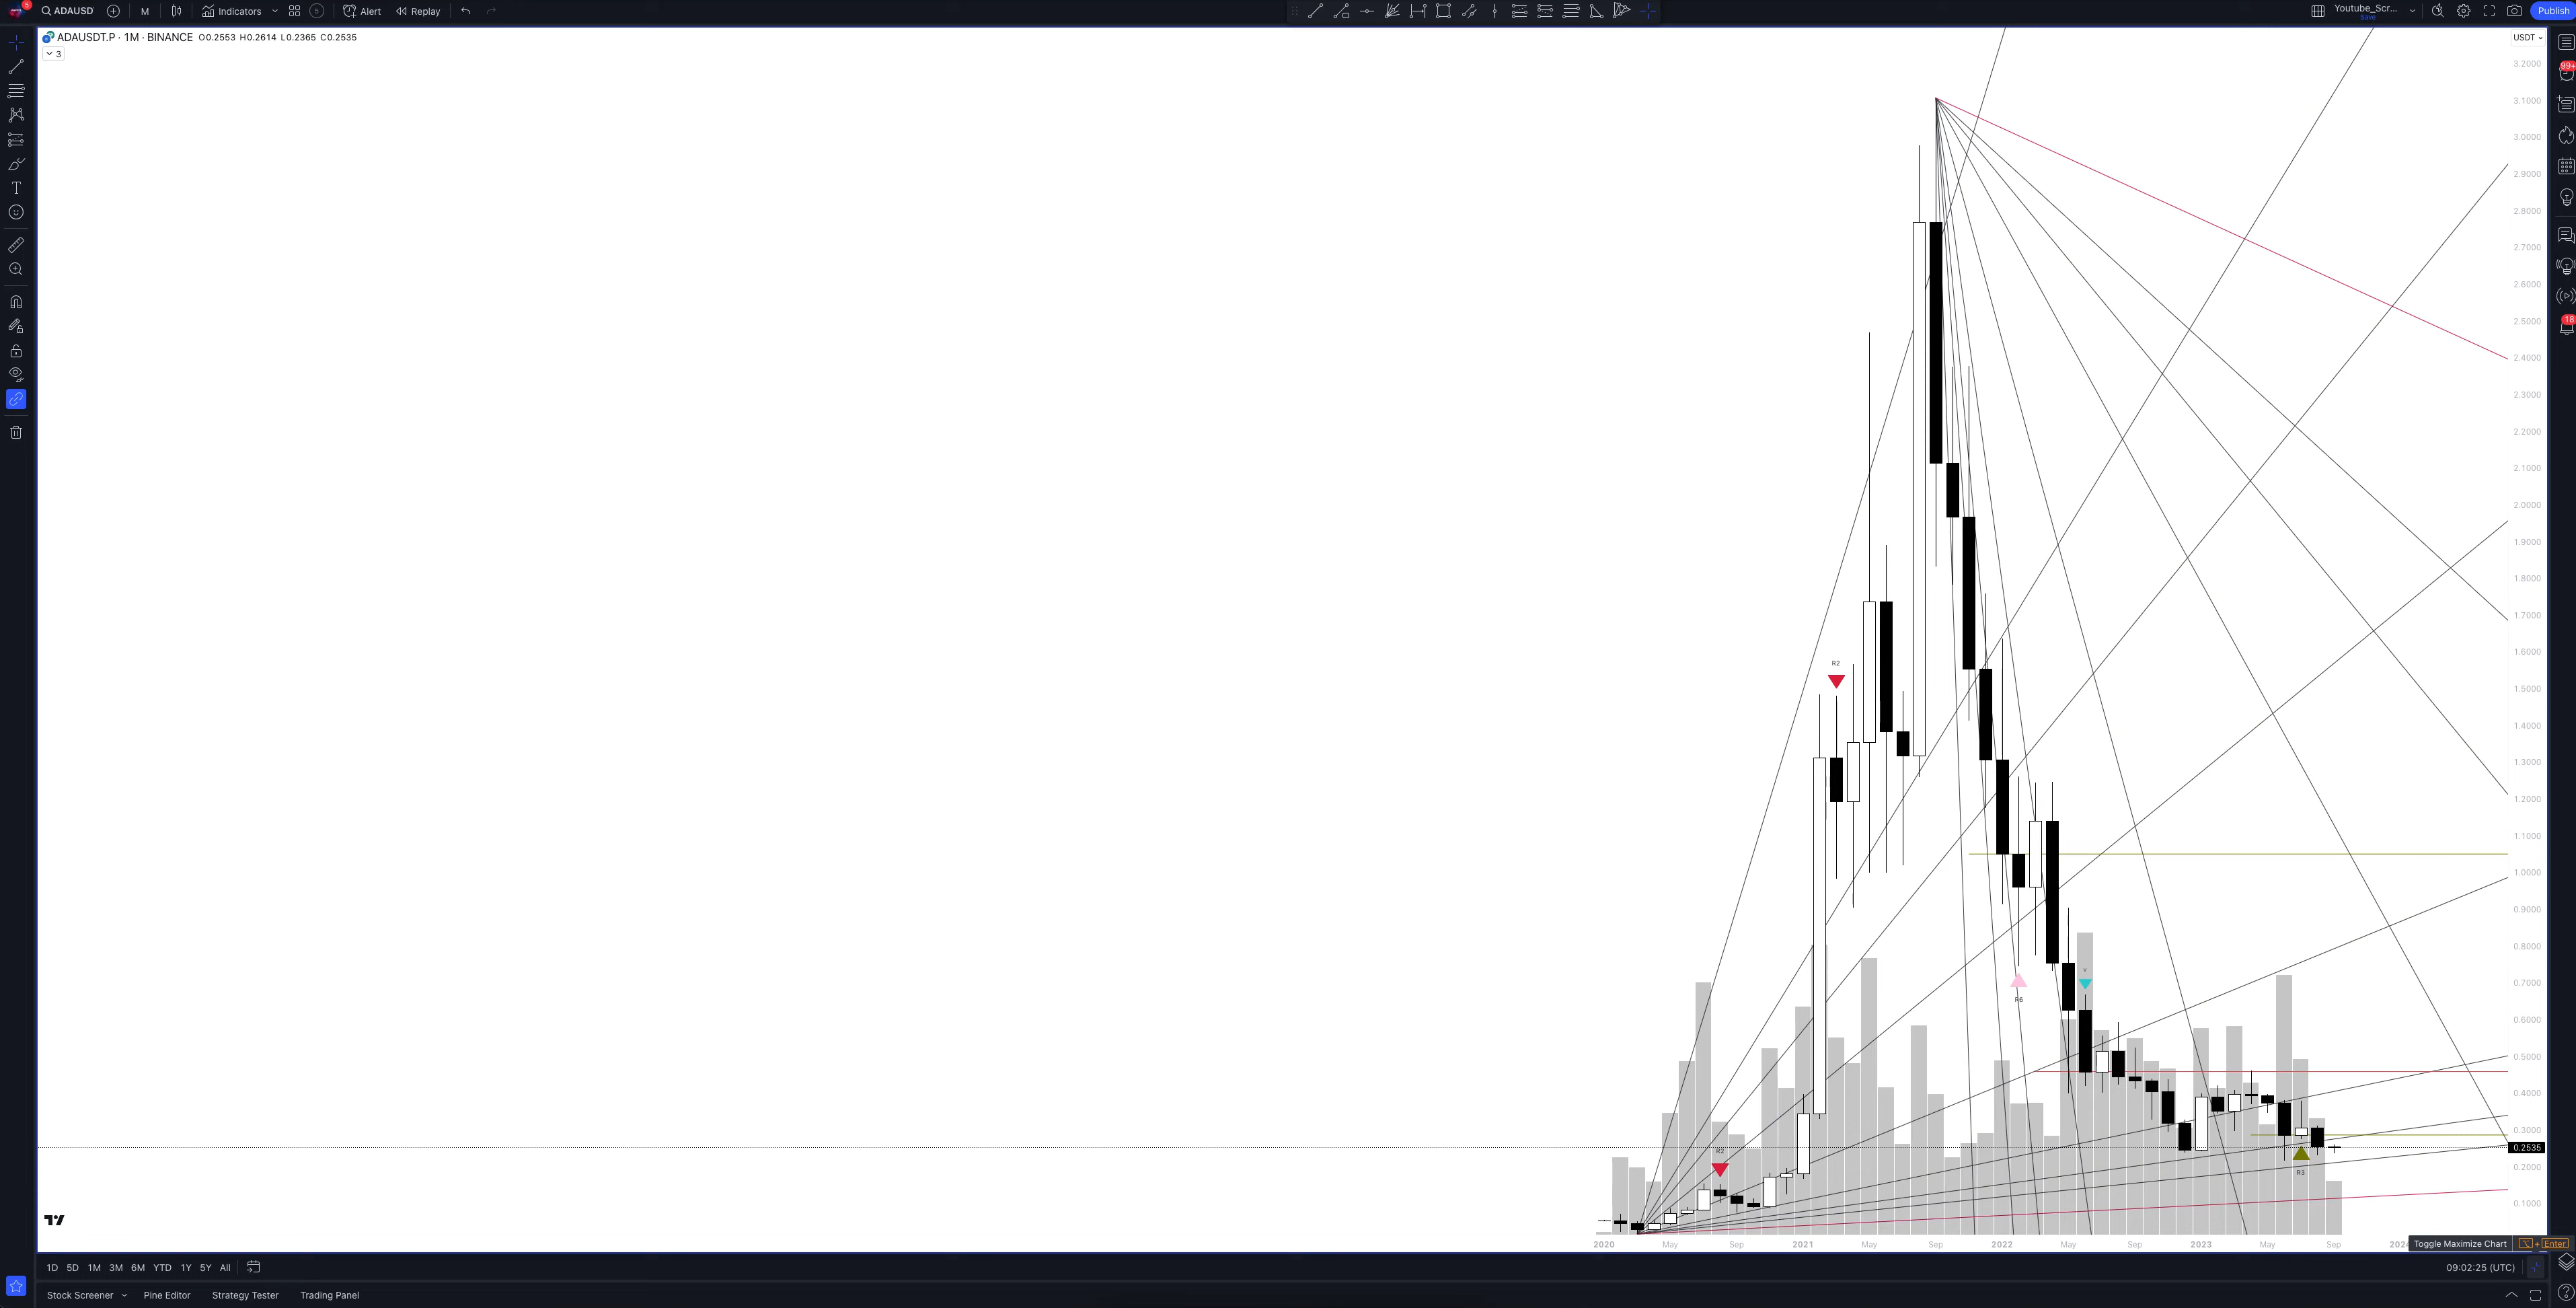 5
ADAUSD
M
Indicators
5
Alert
Replay
Youtube_Scr...
Save
Publish
ADAUSDT.P · 1M · BINANCE O0.2553 H0.2614 L0.2365 C0.2535
3
USDT
99+
18
3.2000
3.1000
3.0000
2.9000
2.8000
2.7000
2.6000
2.5000
2.4000
2.3000
2.2000
2.1000
2.0000
1.9000
1.8000
1.7000
1.6000
1.5000
1.4000
1.3000
1.2000
1.1000
1.0000
0.9000
0.8000
0.7000
0.6000
0.5000
0.4000
0.3000
0.2535
0.2000
0.1000
R2
R6
Y
R2
R3
2020 May Sep 2021 May Sep 2022 May Sep 2023 May Sep
Toggle Maximize Chart ⌥ + Enter
1D 5D 1M 3M 6M YTD 1Y 5Y All
09:02:25 (UTC)
Stock Screener Pine Editor Strategy Tester Trading Panel